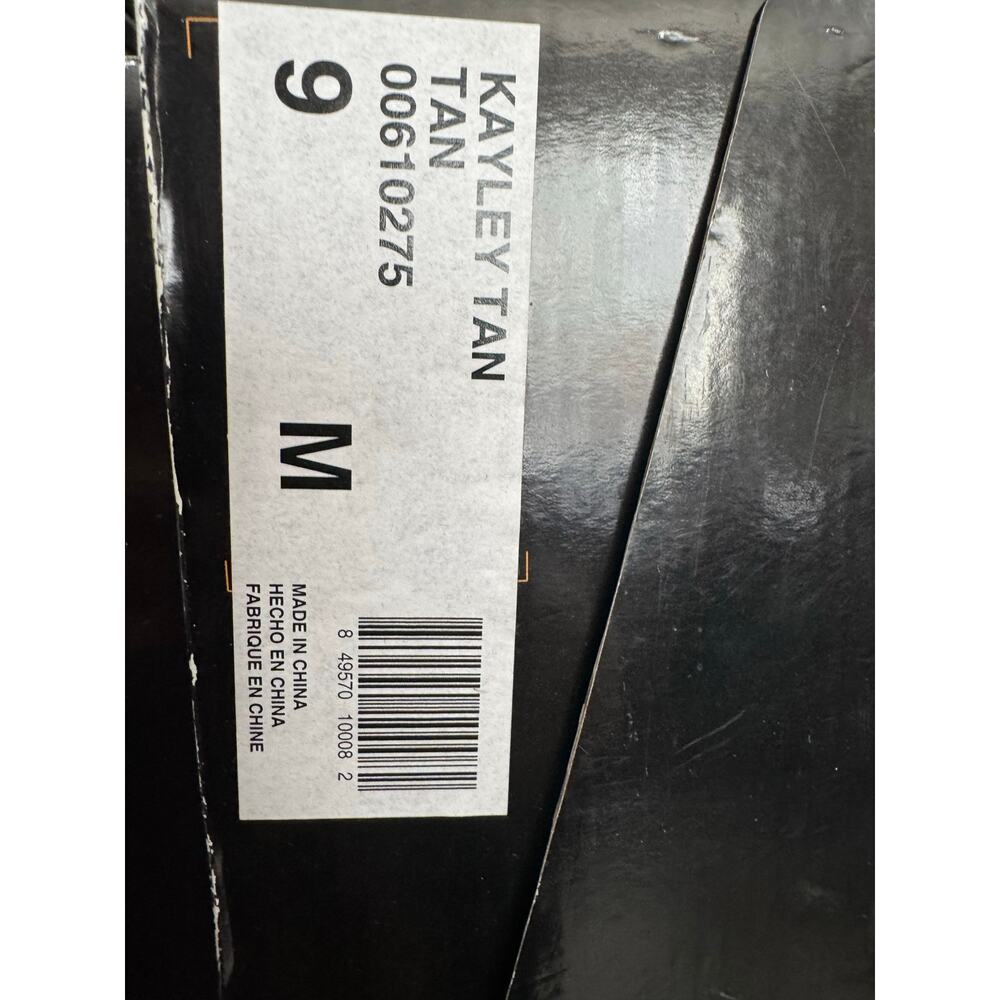 KAYLEY TAN
TAN
00610275
9 M
MADE IN CHINA
HECHO EN CHINA
FABRIQUE EN CHINE
8 49570 10008 2